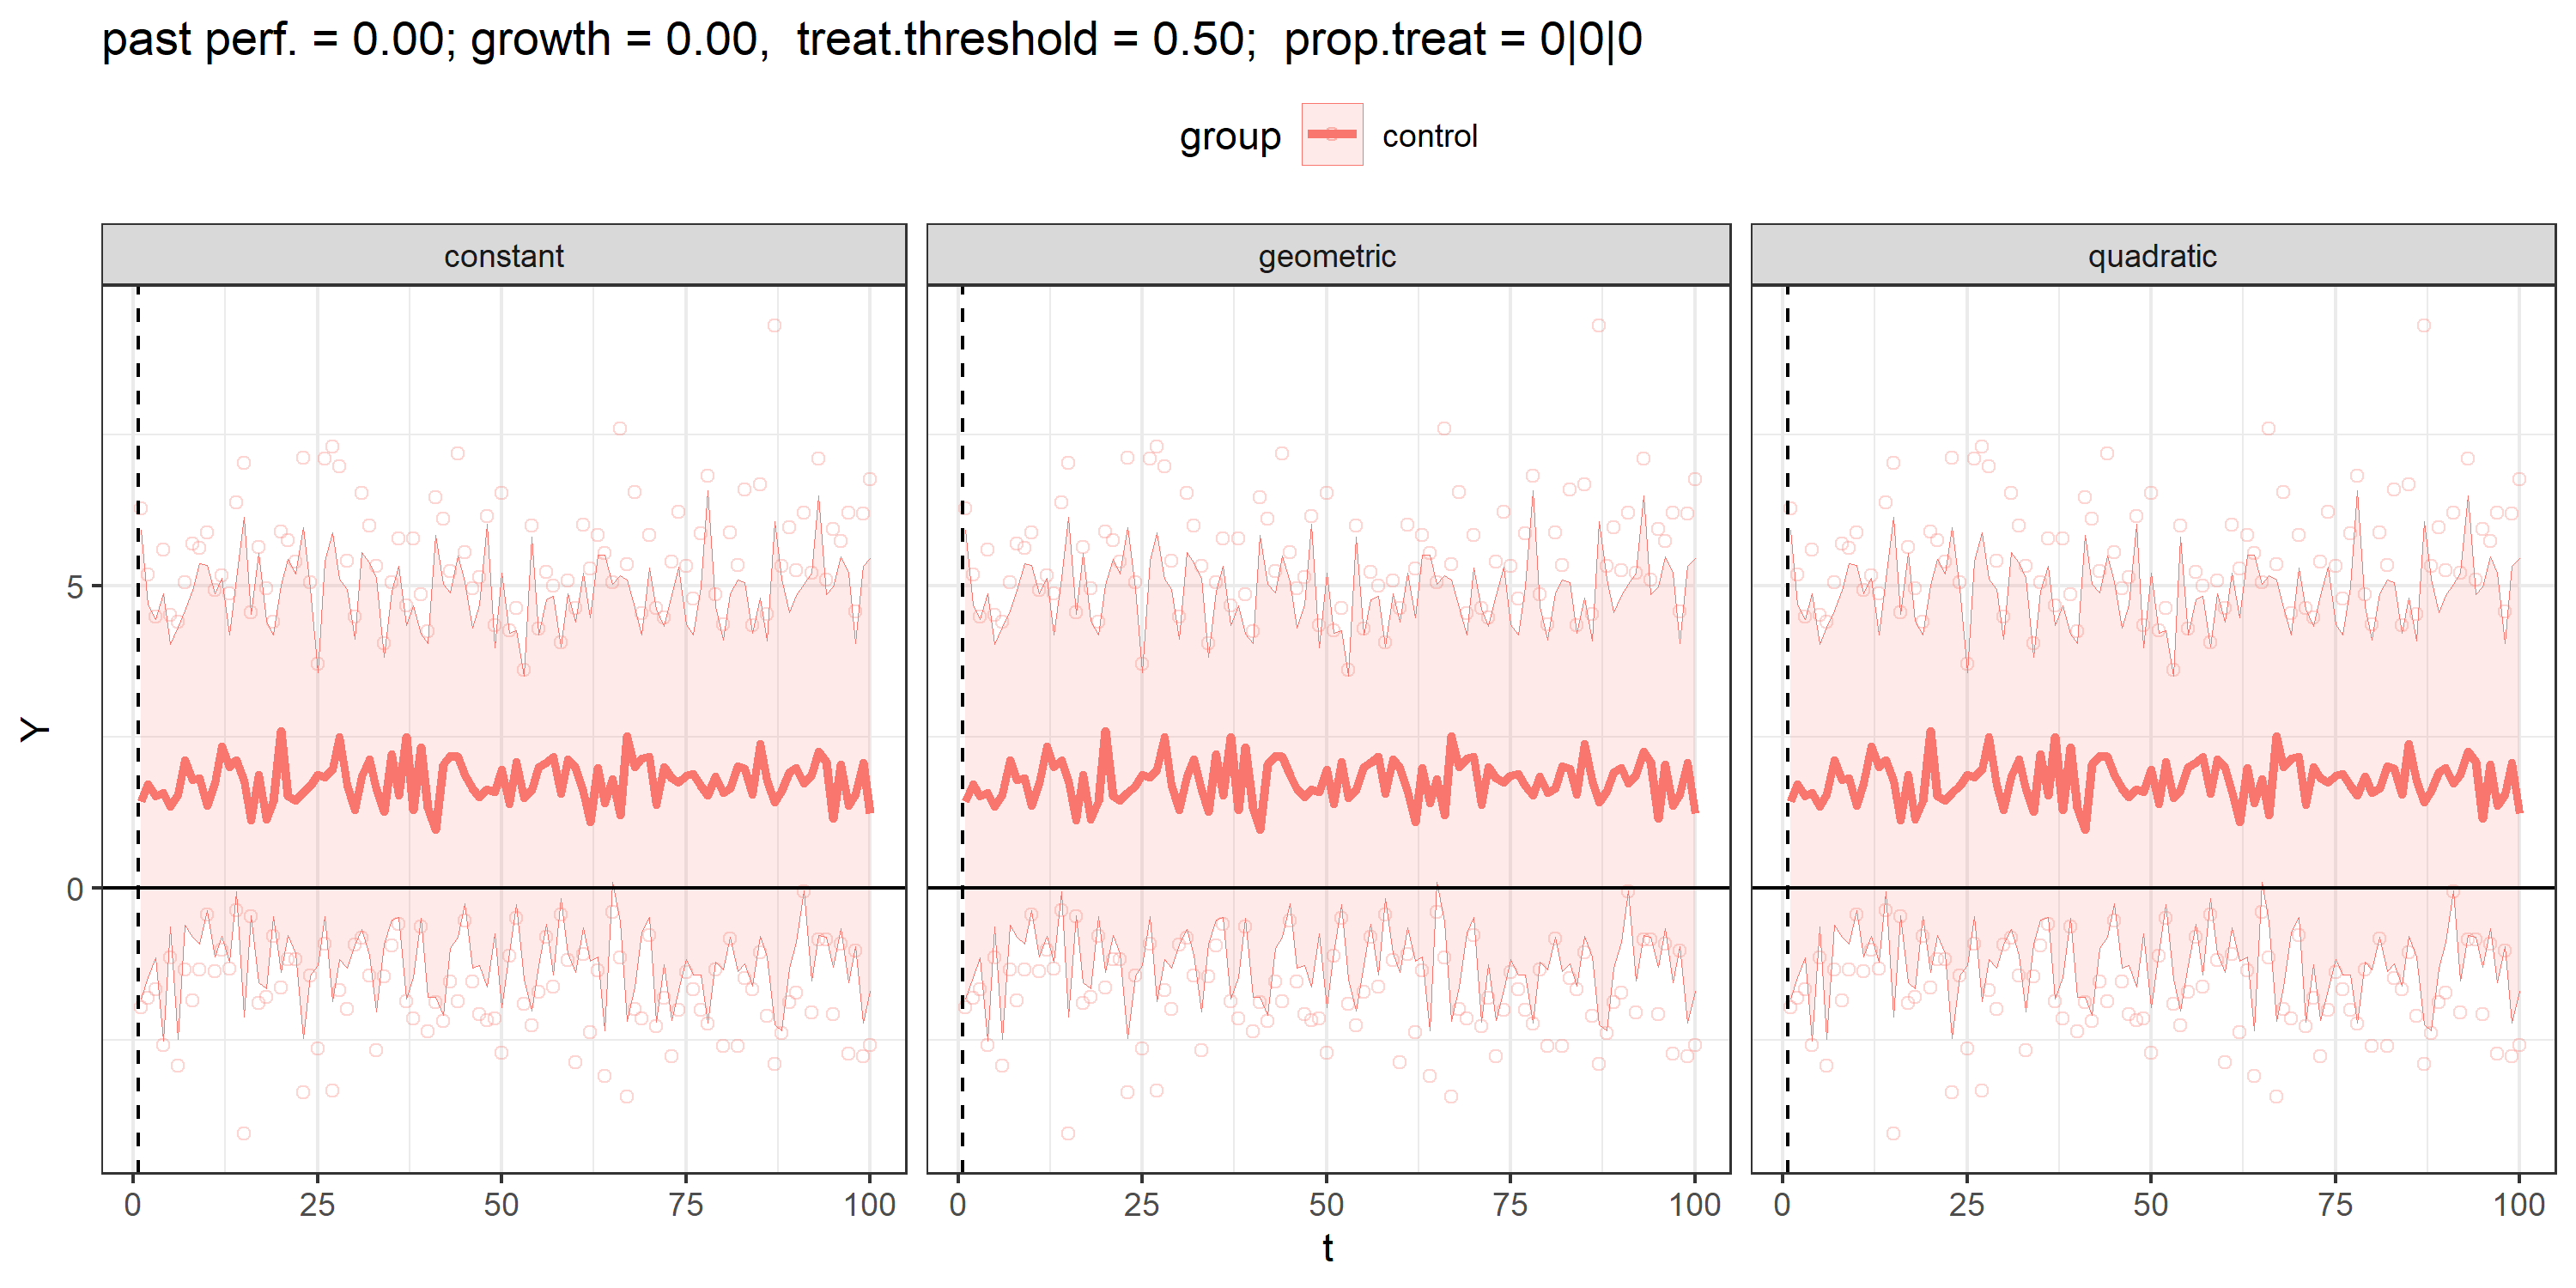 past perf. = 0.00; growth = 0.00,  treat.threshold = 0.50;  prop.treat = 0|0|0
group control
constant geometric quadratic
Y
5
0
0 25 50 75 100 0 25 50 75 100 0 25 50 75 100
t